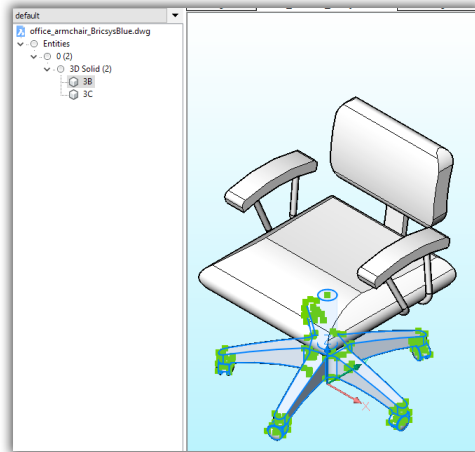 default
office_armchair_BricsysBlue.dwg
Entities
0 (2)
3D Solid (2)
3B
3C
X